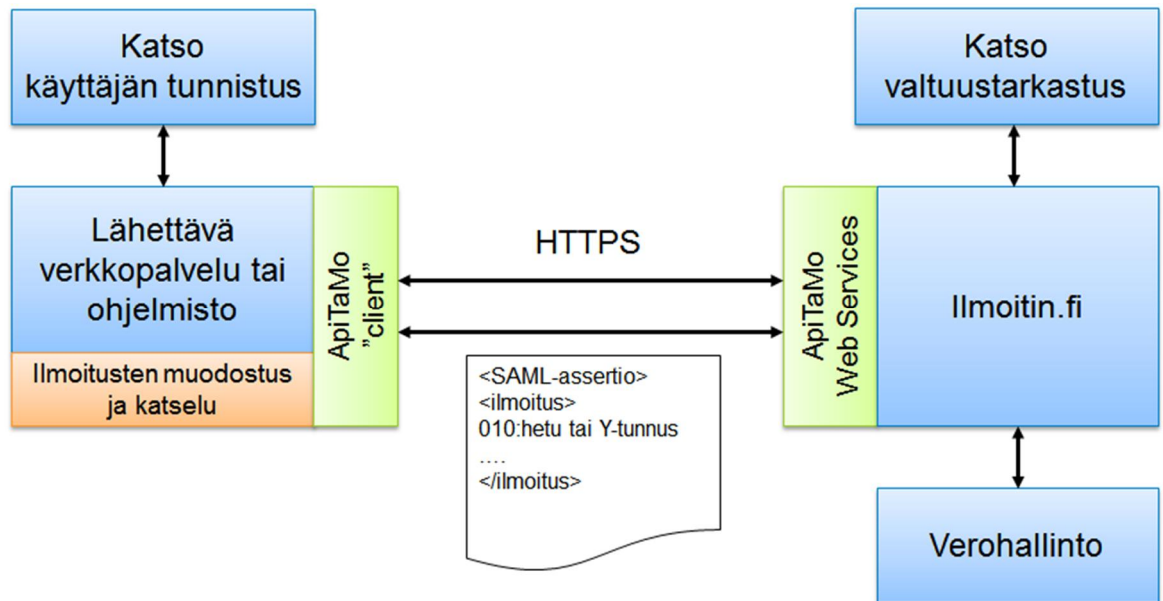 Katso
käyttäjän tunnistus
Katso
valtuustarkastus
Lähettävä
verkkopalvelu tai
ohjelmisto
Ilmoitusten muodostus
ja katselu
ApiTaMo
”client”
HTTPS
<SAML-assertio>
<ilmoitus>
010:hetu tai Y-tunnus
....
</ilmoitus>
ApiTaMo
Web Services
Ilmoitin.fi
Verohallinto